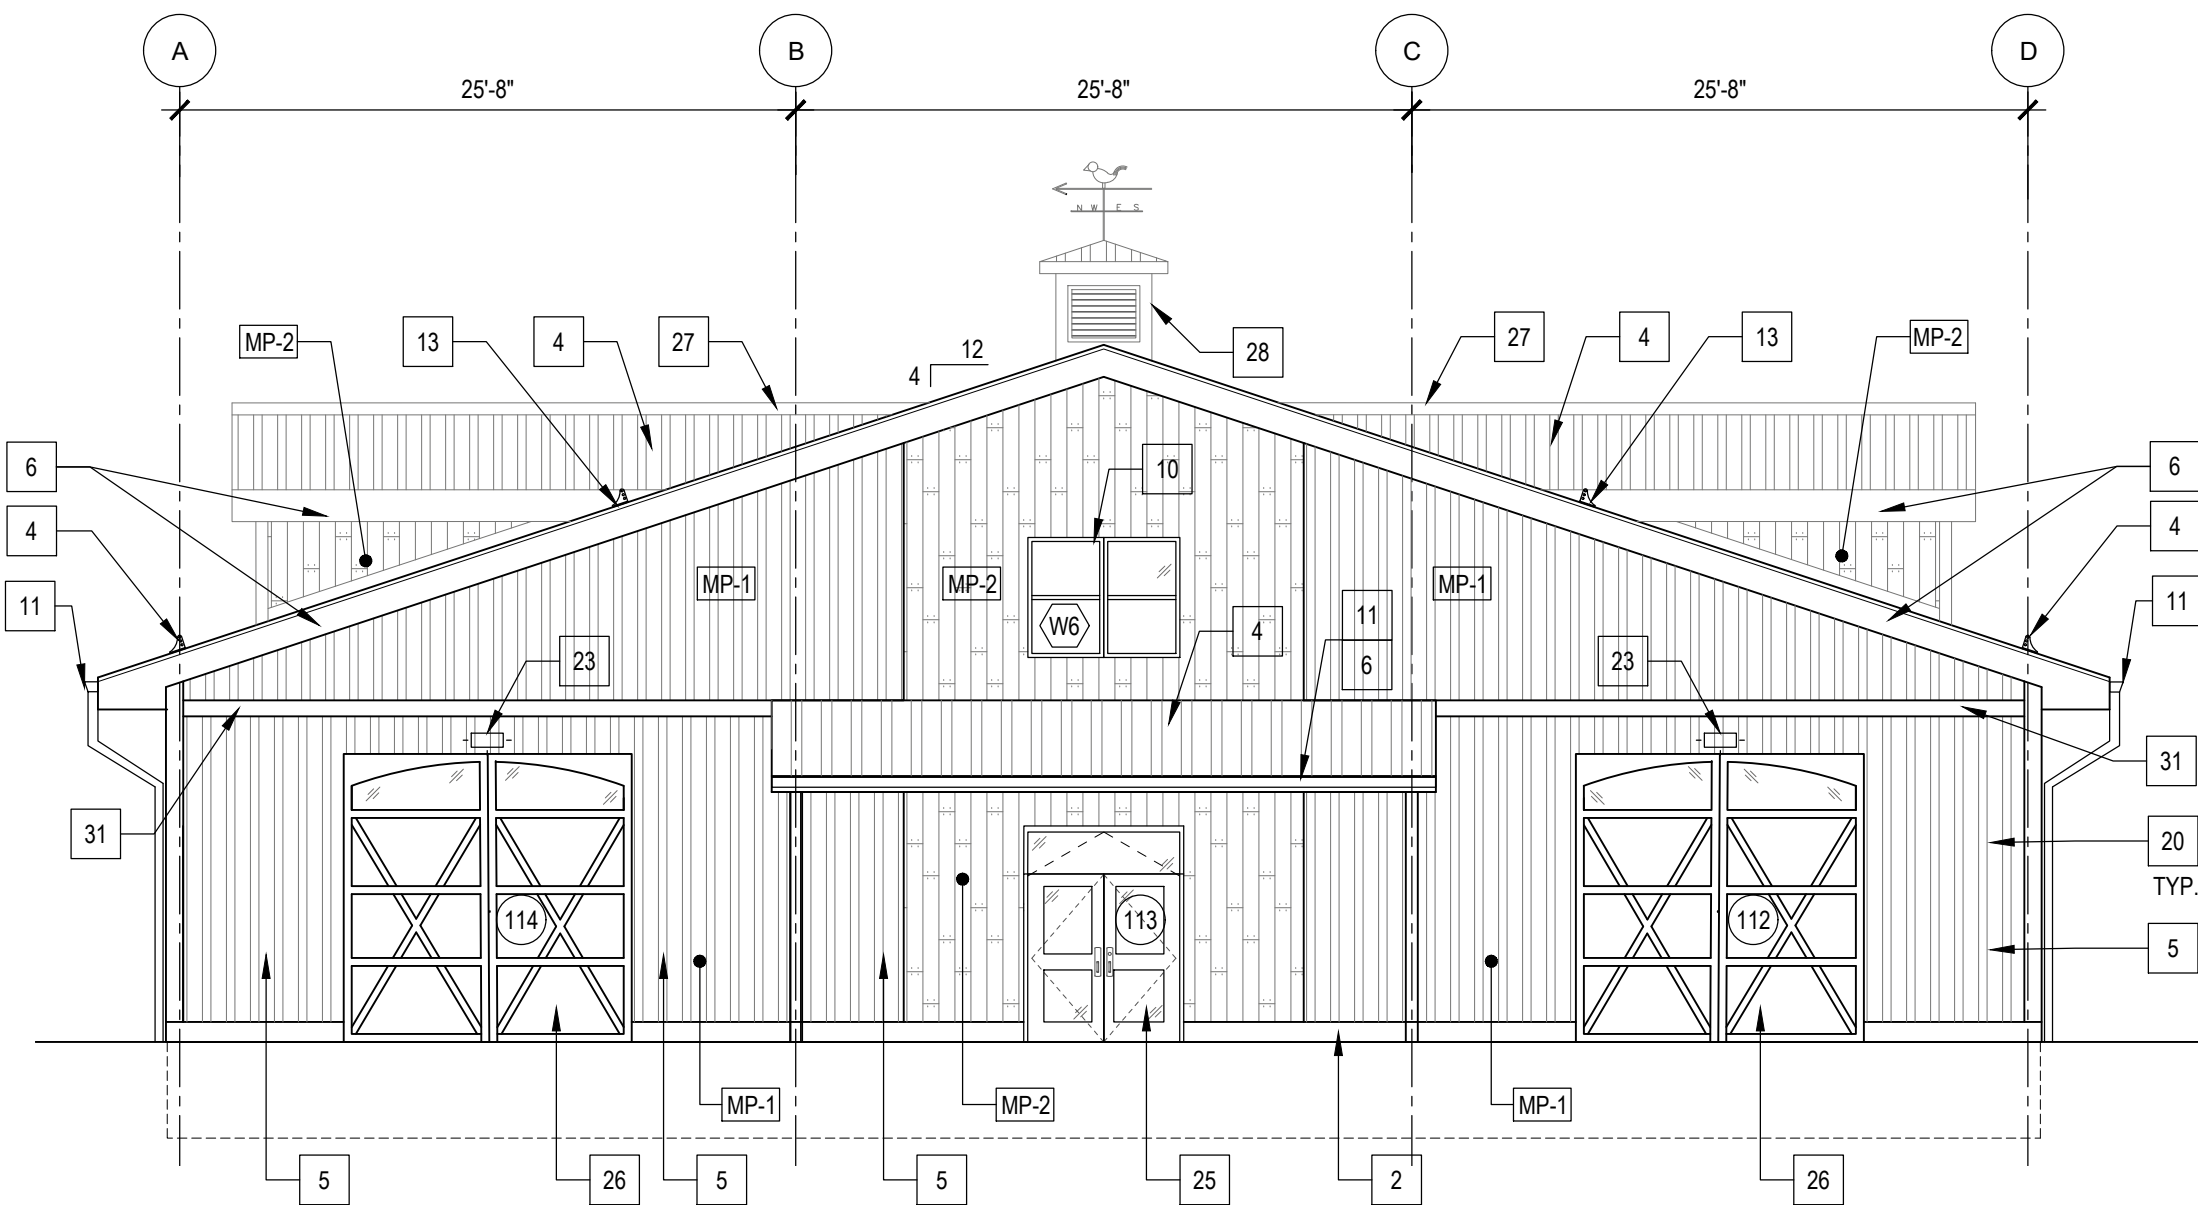 A B C D
25'-8" 25'-8" 25'-8"
N W E S
MP-2 13 4 27 12 28 27 4 13 MP-2
4
6 10 6
4 4
11 MP-1 MP-2 11 MP-1 11
W6 4
23 6 23
31 31
20
TYP.
114 113 112
5
MP-1 MP-2 MP-1
5 26 5 5 25 2 26